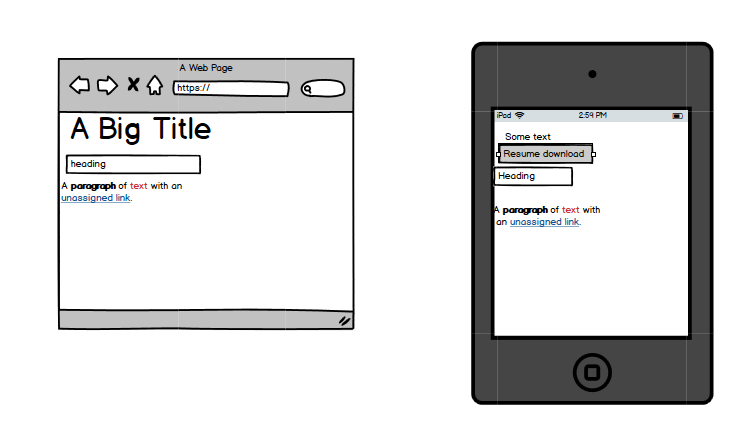 A Web Page
https://
A Big Title
heading
A paragraph of text with an
unassigned link.
iPad 2:59 PM
Some text
Resume download
Heading
A paragraph of text with
an unassigned link.